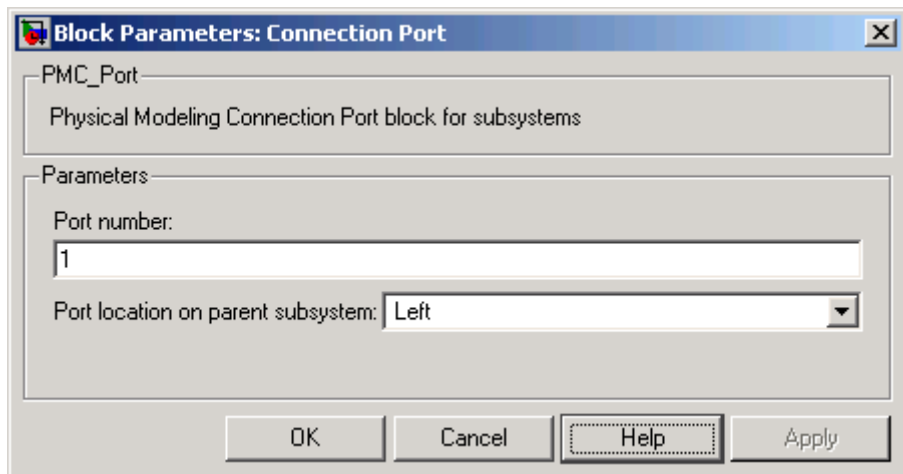 Block Parameters: Connection Port
PMC_Port
Physical Modeling Connection Port block for subsystems
Parameters
Port number:
1
Port location on parent subsystem: Left
OK Cancel Help Apply